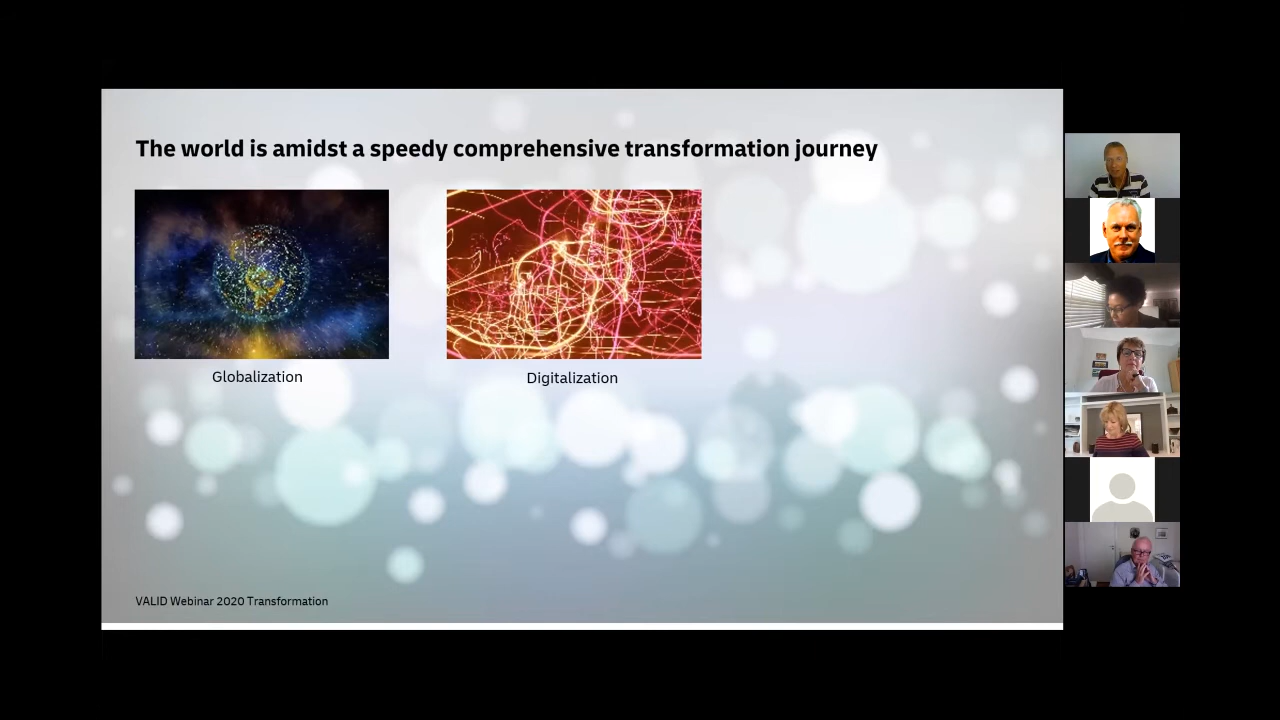 The world is amidst a speedy comprehensive transformation journey
Globalization
Digitalization
VALID Webinar 2020 Transformation